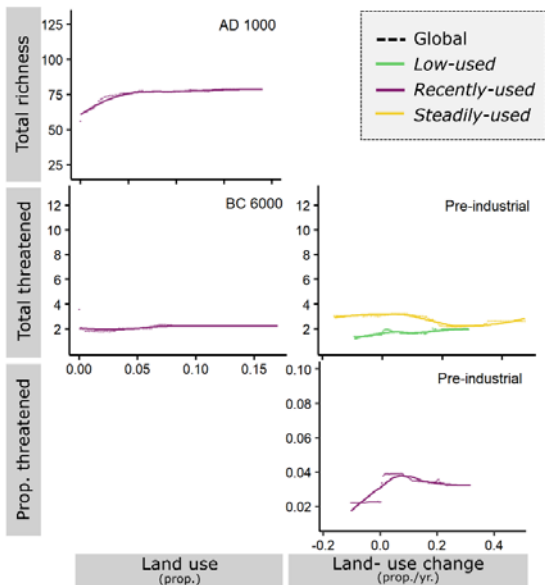 Total richness
125
100
75
50
25
AD 1000
Global
Low-used
Recently-used
Steadily-used
Total threatened
12
10
8
6
4
2
BC 6000
0.00
0.05
0.10
0.15
12
10
8
6
4
2
Pre-industrial
Prop. threatened
0.10
0.08
0.06
0.04
0.02
Pre-industrial
-0.2
0.0
0.2
0.4
Land use
(prop.)
Land- use change
(prop./yr.)